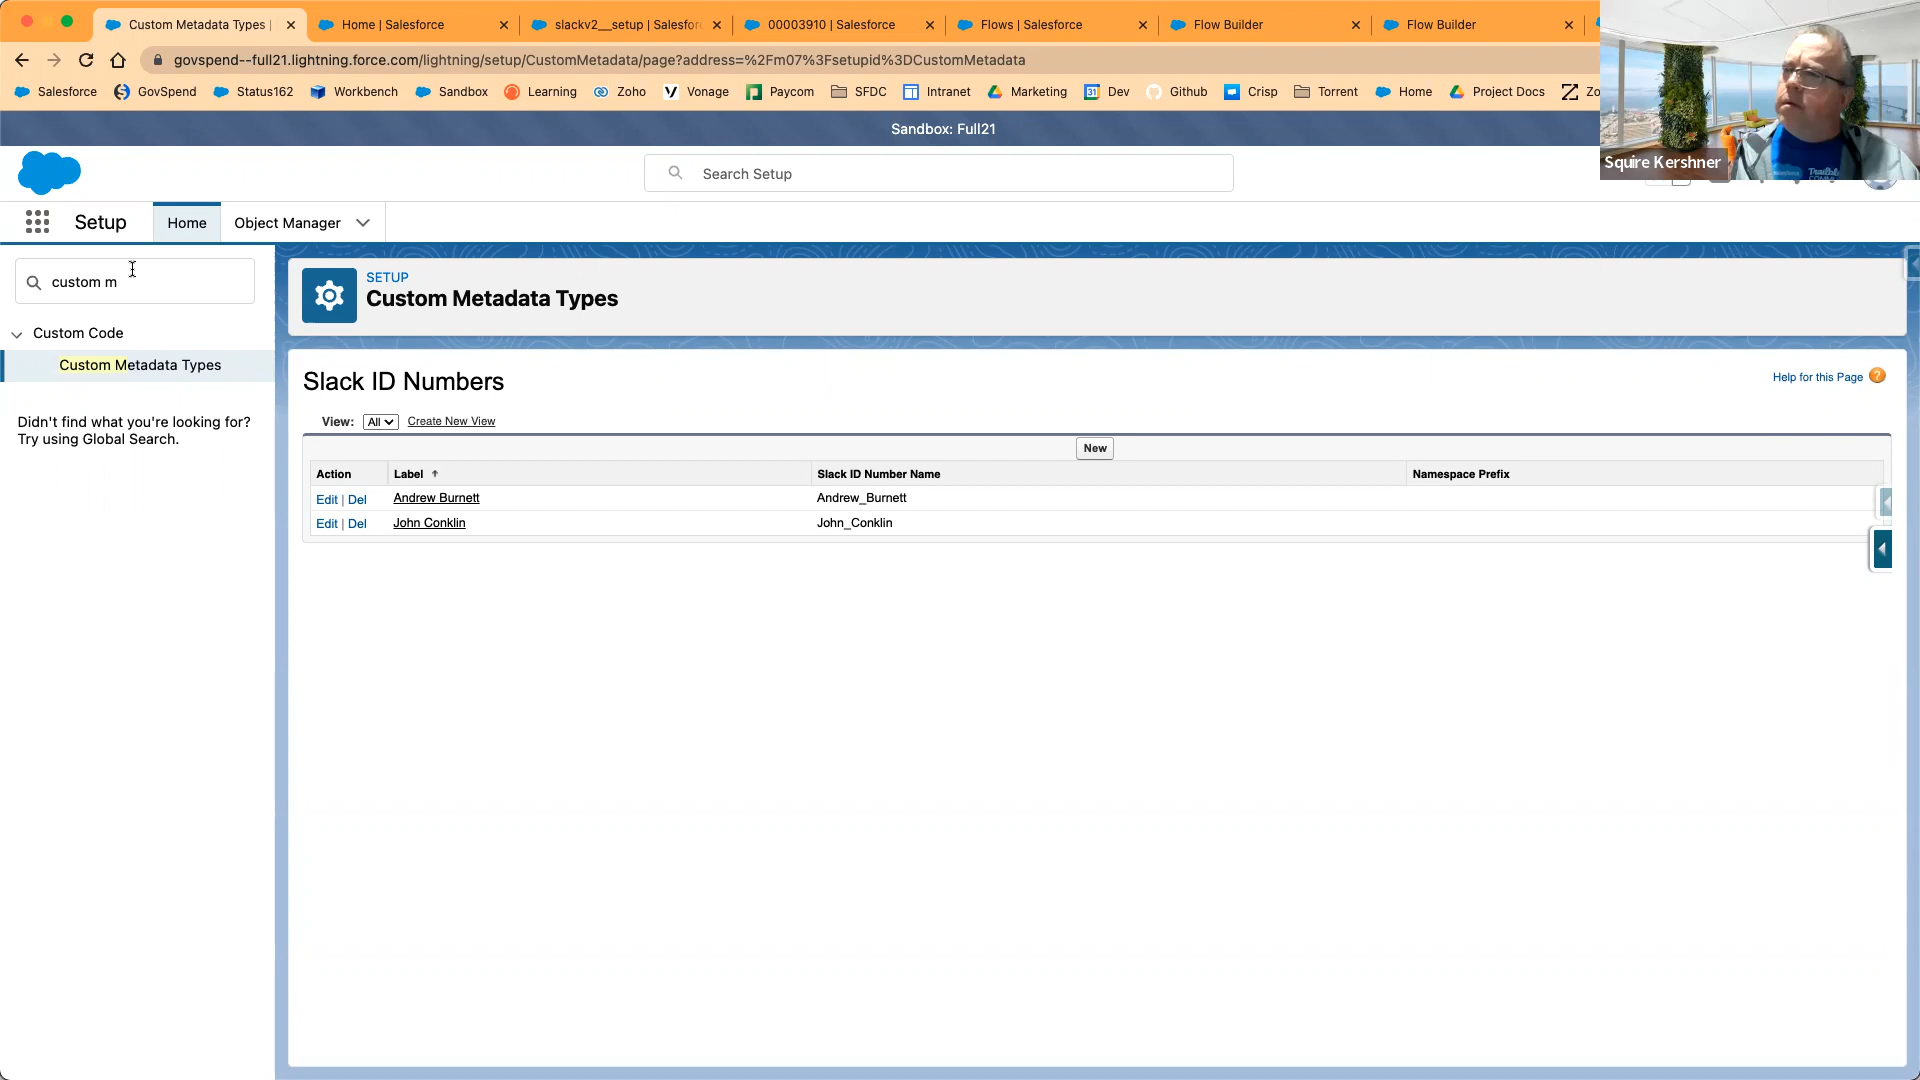 Custom Metadata Types |
Home | Salesforce
slackv2__setup | Salesfor
00003910 | Salesforce
Flows | Salesforce
Flow Builder
Flow Builder
govspend--full21.lightning.force.com/lightning/setup/CustomMetadata/page?address=%2Fm07%3Fsetupid%3DCustomMetadata
Salesforce
GovSpend
Status162
Workbench
Sandbox
Learning
Zoho
Vonage
Paycom
SFDC
Intranet
Marketing
Dev
Github
Crisp
Torrent
Home
Project Docs
Zo
Sandbox: Full21
Search Setup
Squire Kershner
Setup
Home
Object Manager
custom m
Custom Code
Custom Metadata Types
Didn't find what you're looking for?
Try using Global Search.
SETUP
Custom Metadata Types
Slack ID Numbers
Help for this Page ?
View: All Create New View
New
Action Label Slack ID Number Name Namespace Prefix
Edit | Del Andrew Burnett Andrew_Burnett
Edit | Del John Conklin John_Conklin